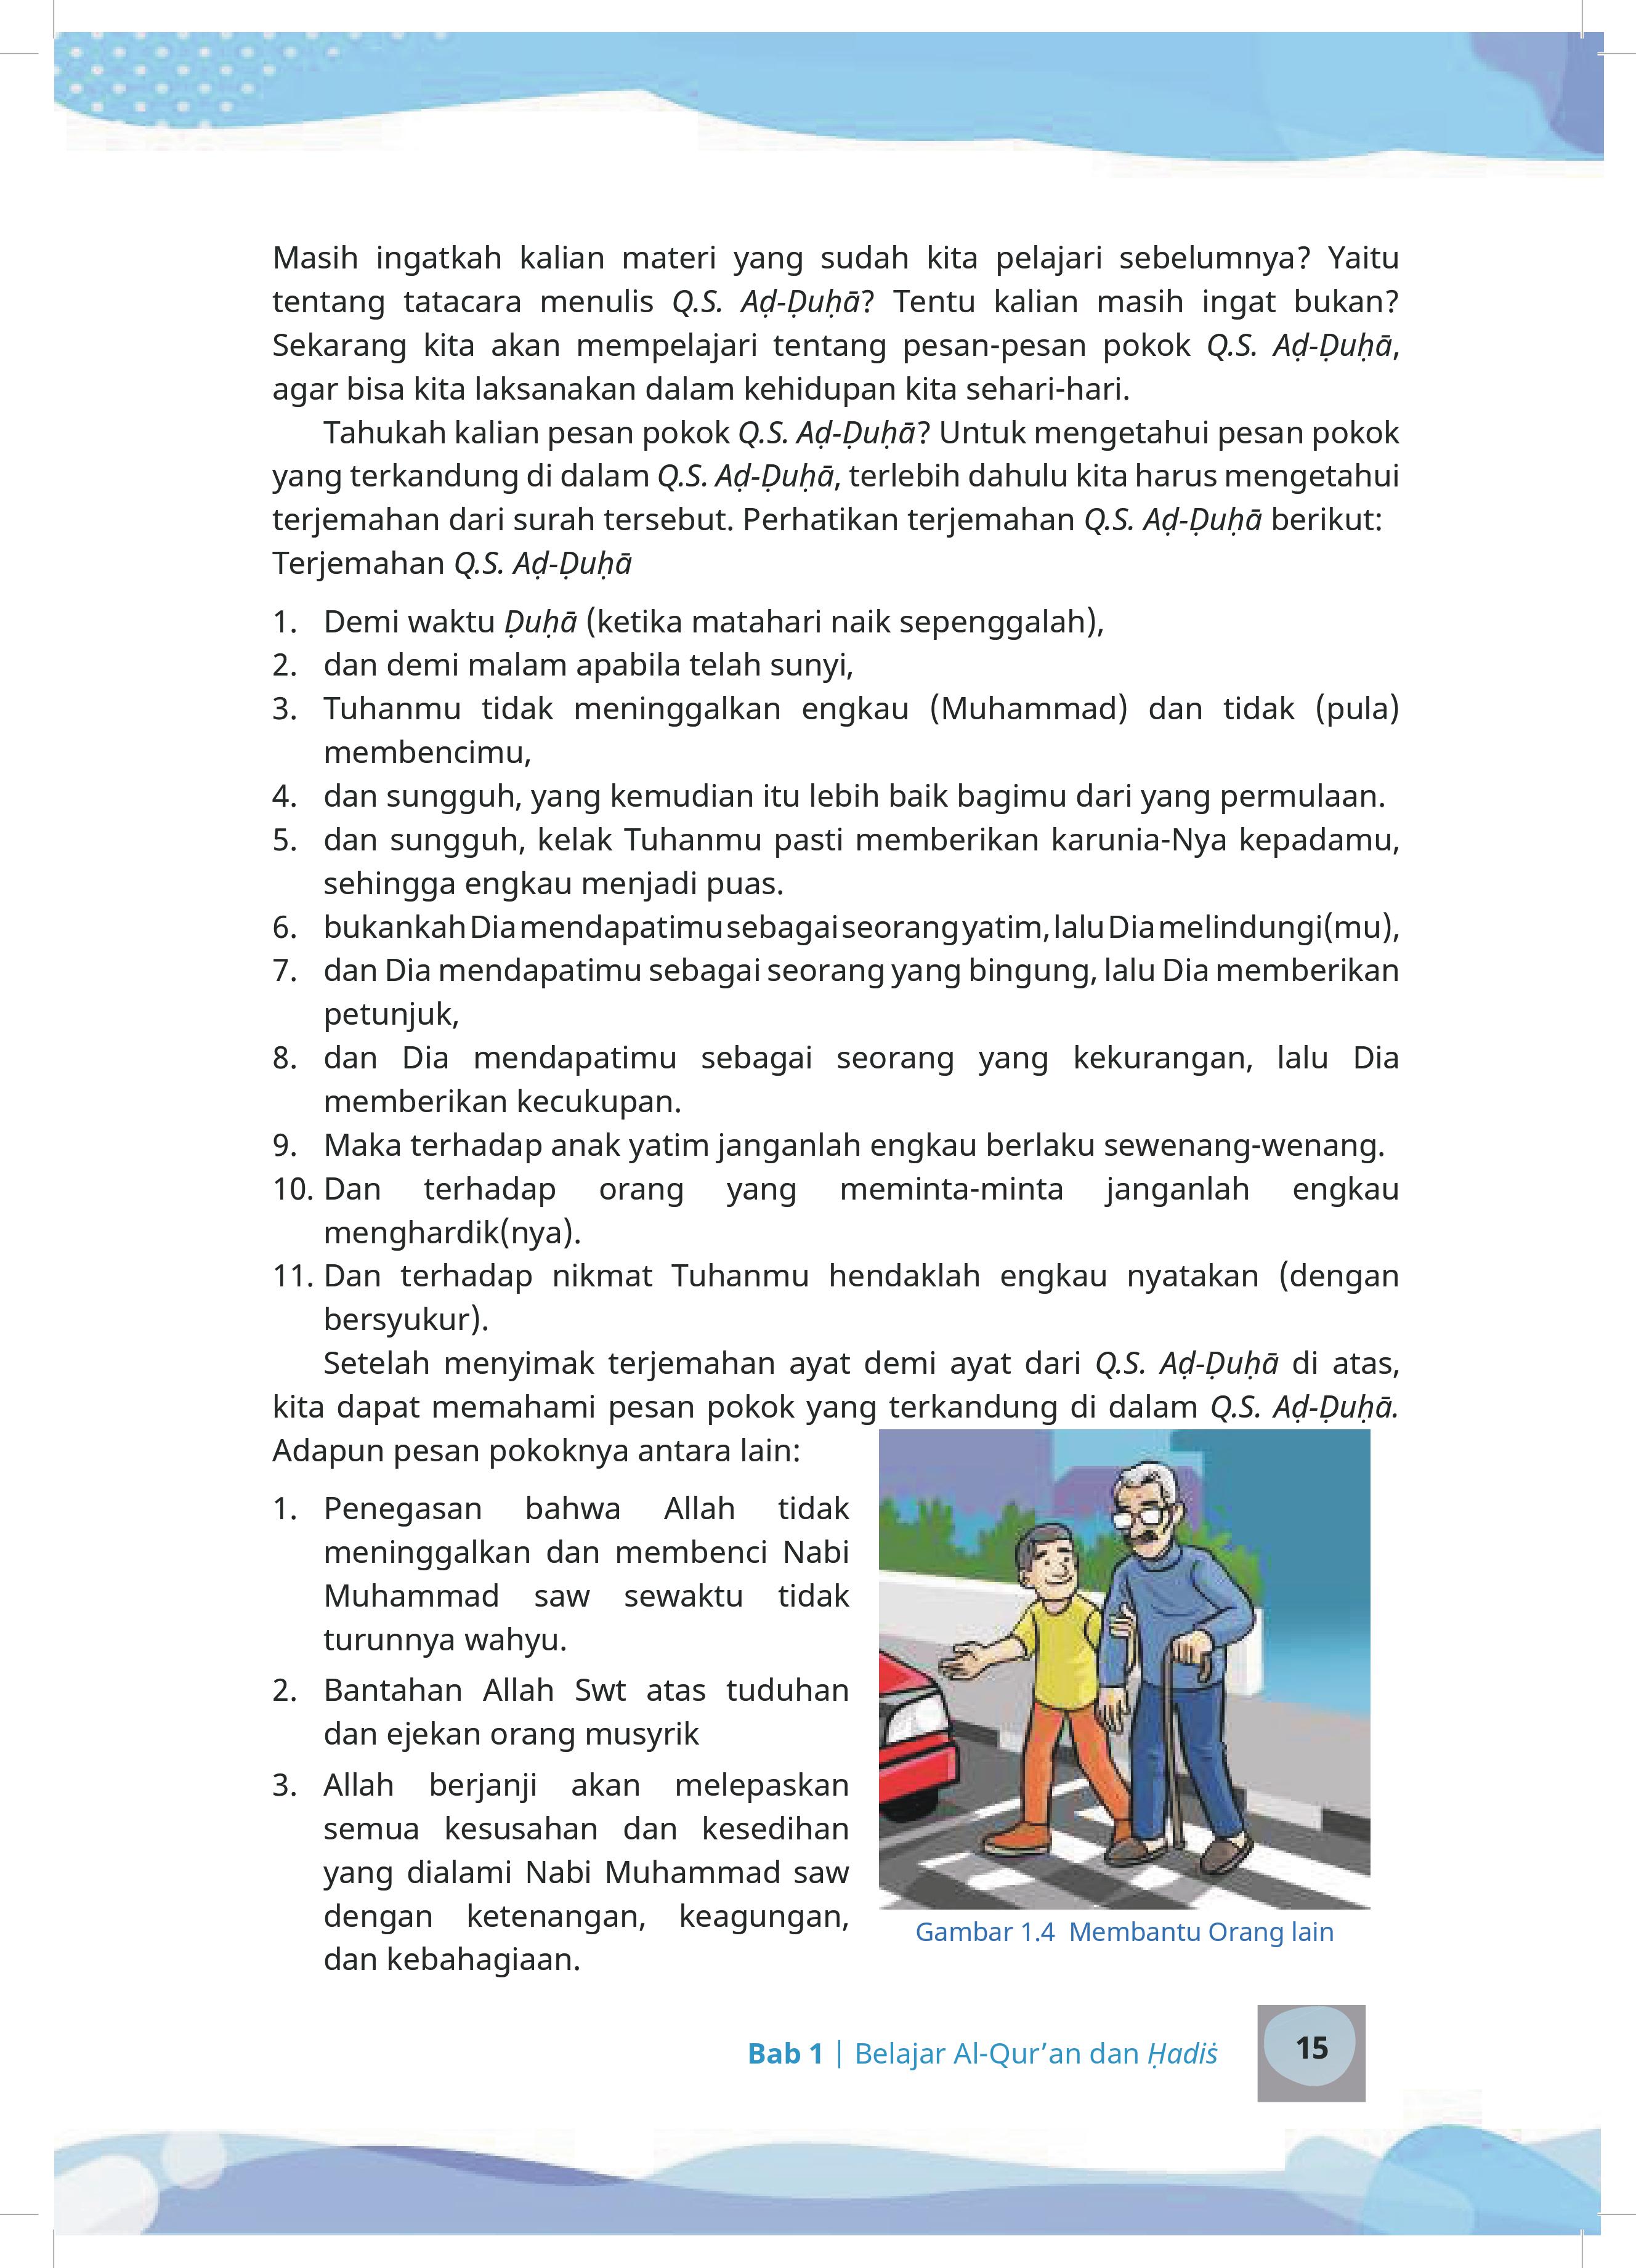 Masih ingatkah kalian materi yang sudah kita pelajari sebelumnya? Yaitu
tentang tatacara menulis Q.S. Aḍ-Ḍuḥā? Tentu kalian masih ingat bukan?
Sekarang kita akan mempelajari tentang pesan-pesan pokok Q.S. Aḍ-Ḍuḥā,
agar bisa kita laksanakan dalam kehidupan kita sehari-hari.
Tahukah kalian pesan pokok Q.S. Aḍ-Ḍuḥā? Untuk mengetahui pesan pokok
yang terkandung di dalam Q.S. Aḍ-Ḍuḥā, terlebih dahulu kita harus mengetahui
terjemahan dari surah tersebut. Perhatikan terjemahan Q.S. Aḍ-Ḍuḥā berikut:
Terjemahan Q.S. Aḍ-Ḍuḥā
1. Demi waktu Ḍuḥā (ketika matahari naik sepenggalah),
2. dan demi malam apabila telah sunyi,
3. Tuhanmu tidak meninggalkan engkau (Muhammad) dan tidak (pula)
membencimu,
4. dan sungguh, yang kemudian itu lebih baik bagimu dari yang permulaan.
5. dan sungguh, kelak Tuhanmu pasti memberikan karunia-Nya kepadamu,
sehingga engkau menjadi puas.
6. bukankah Dia mendapatimu sebagai seorang yatim, lalu Dia melindungi(mu),
7. dan Dia mendapatimu sebagai seorang yang bingung, lalu Dia memberikan
petunjuk,
8. dan Dia mendapatimu sebagai seorang yang kekurangan, lalu Dia
memberikan kecukupan.
9. Maka terhadap anak yatim janganlah engkau berlaku sewenang-wenang.
10. Dan terhadap orang yang meminta-minta janganlah engkau
menghardik(nya).
11. Dan terhadap nikmat Tuhanmu hendaklah engkau nyatakan (dengan
bersyukur).
Setelah menyimak terjemahan ayat demi ayat dari Q.S. Aḍ-Ḍuḥā di atas,
kita dapat memahami pesan pokok yang terkandung di dalam Q.S. Aḍ-Ḍuḥā.
Adapun pesan pokoknya antara lain:
1. Penegasan bahwa Allah tidak
meninggalkan dan membenci Nabi
Muhammad saw sewaktu tidak
turunnya wahyu.
2. Bantahan Allah Swt atas tuduhan
dan ejekan orang musyrik
3. Allah berjanji akan melepaskan
semua kesusahan dan kesedihan
yang dialami Nabi Muhammad saw
dengan ketenangan, keagungan,
dan kebahagiaan.
Gambar 1.4 Membantu Orang lain
Bab 1 | Belajar Al-Qur’an dan Ḥadiṡ
15